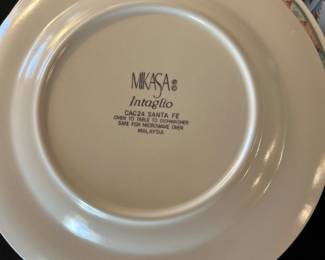 MIKASA
Intaglio
CAC24 SANTA FE
OVEN TO TABLE TO DISHWASHER
SAFE FOR MICROWAVE OVEN
MALAYSIA